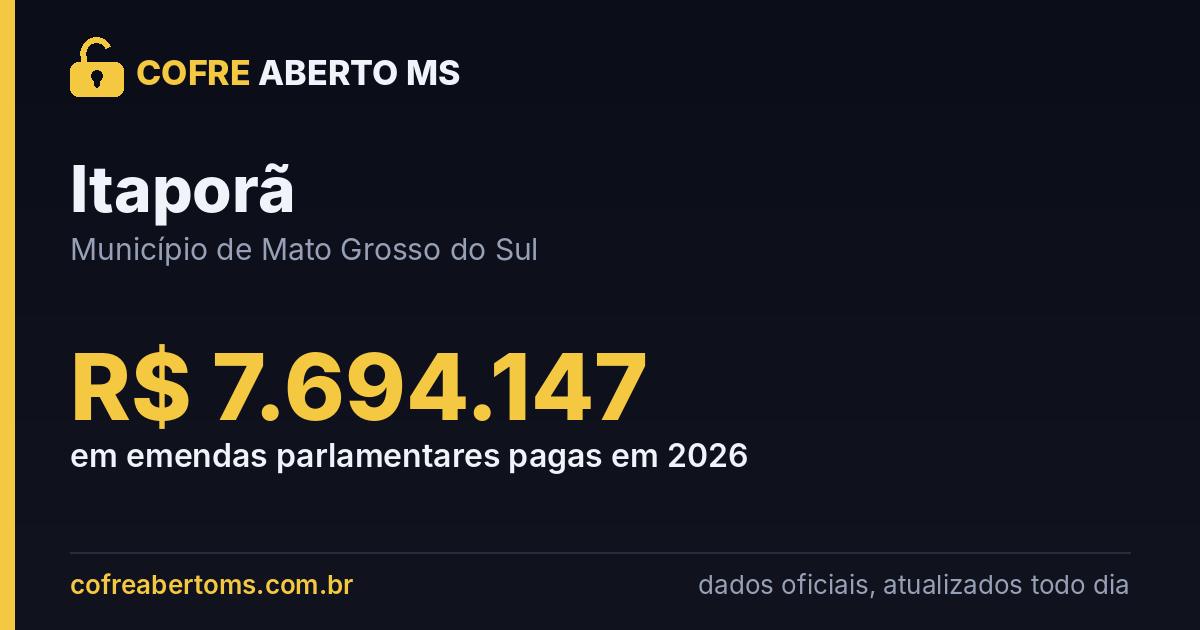 COFRE ABERTO MS
Itaporã
Município de Mato Grosso do Sul
R$ 7.694.147
em emendas parlamentares pagas em 2026
cofreabertoms.com.br
dados oficiais, atualizados todo dia